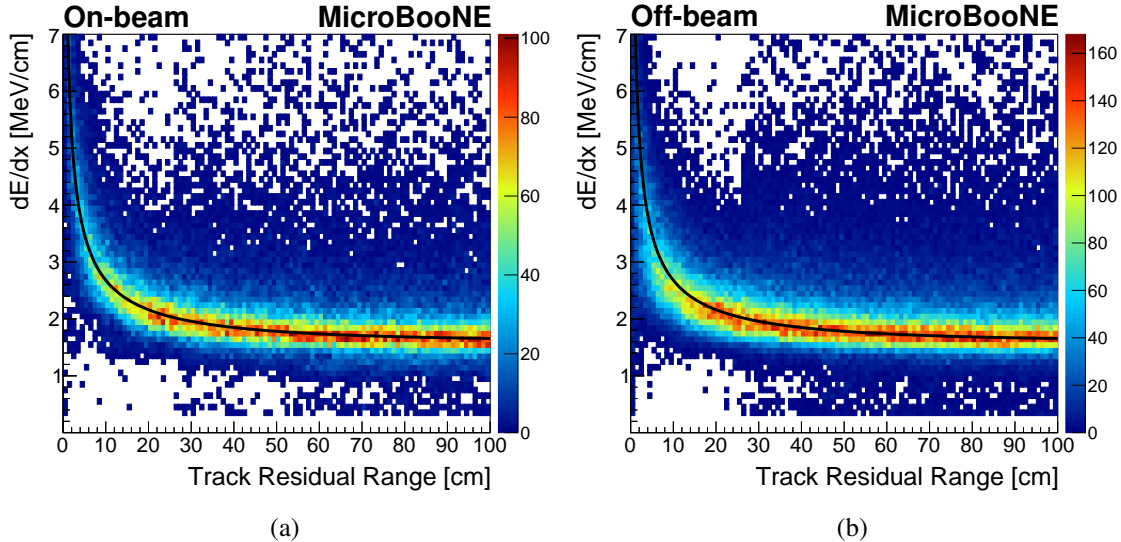 On-beam MicroBooNE
dE/dx [MeV/cm]
7
6
5
4
3
2
1
0 10 20 30 40 50 60 70 80 90 100
Track Residual Range [cm]
100
80
60
40
20
0
(a)
Off-beam MicroBooNE
dE/dx [MeV/cm]
7
6
5
4
3
2
1
0 10 20 30 40 50 60 70 80 90 100
Track Residual Range [cm]
160
140
120
100
80
60
40
20
0
(b)